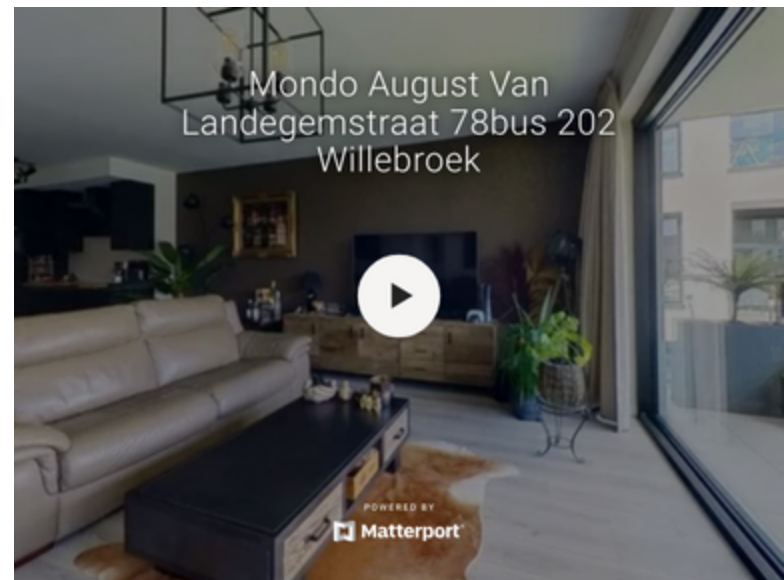 Mondo August Van
Landegemstraat 78bus 202
Willebroek
POWERED BY
Matterport